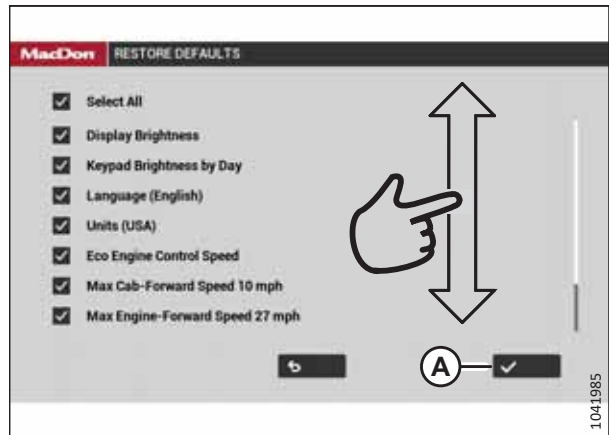 MacDon RESTORE DEFAULTS
Select All
Display Brightness
Keypad Brightness by Day
Language (English)
Units (USA)
Eco Engine Control Speed
Max Cab-Forward Speed 10 mph
Max Engine-Forward Speed 27 mph
A
1041985